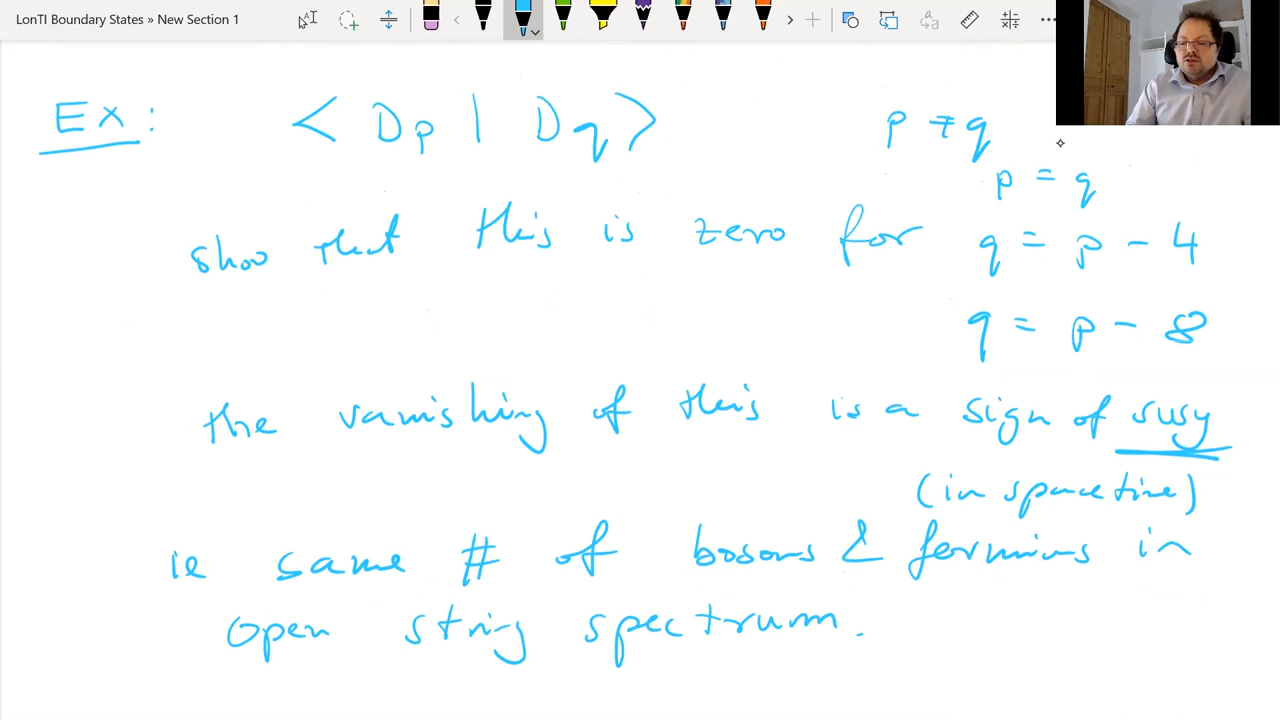 LonTI Boundary States » New Section 1
Ex: < Dp | Dq > p ≠ q
p = q
show that this is zero for q = p - 4
q = p - 8
the vanishing of this is a sign of susy
(in spacetime)
ie same # of bosons & fermions in
open string spectrum.